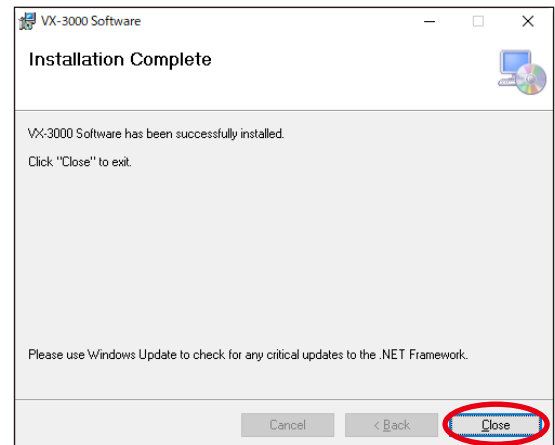 VX-3000 Software
Installation Complete
VX-3000 Software has been successfully installed.
Click "Close" to exit.
Please use Windows Update to check for any critical updates to the .NET Framework.
Cancel
< Back
Close